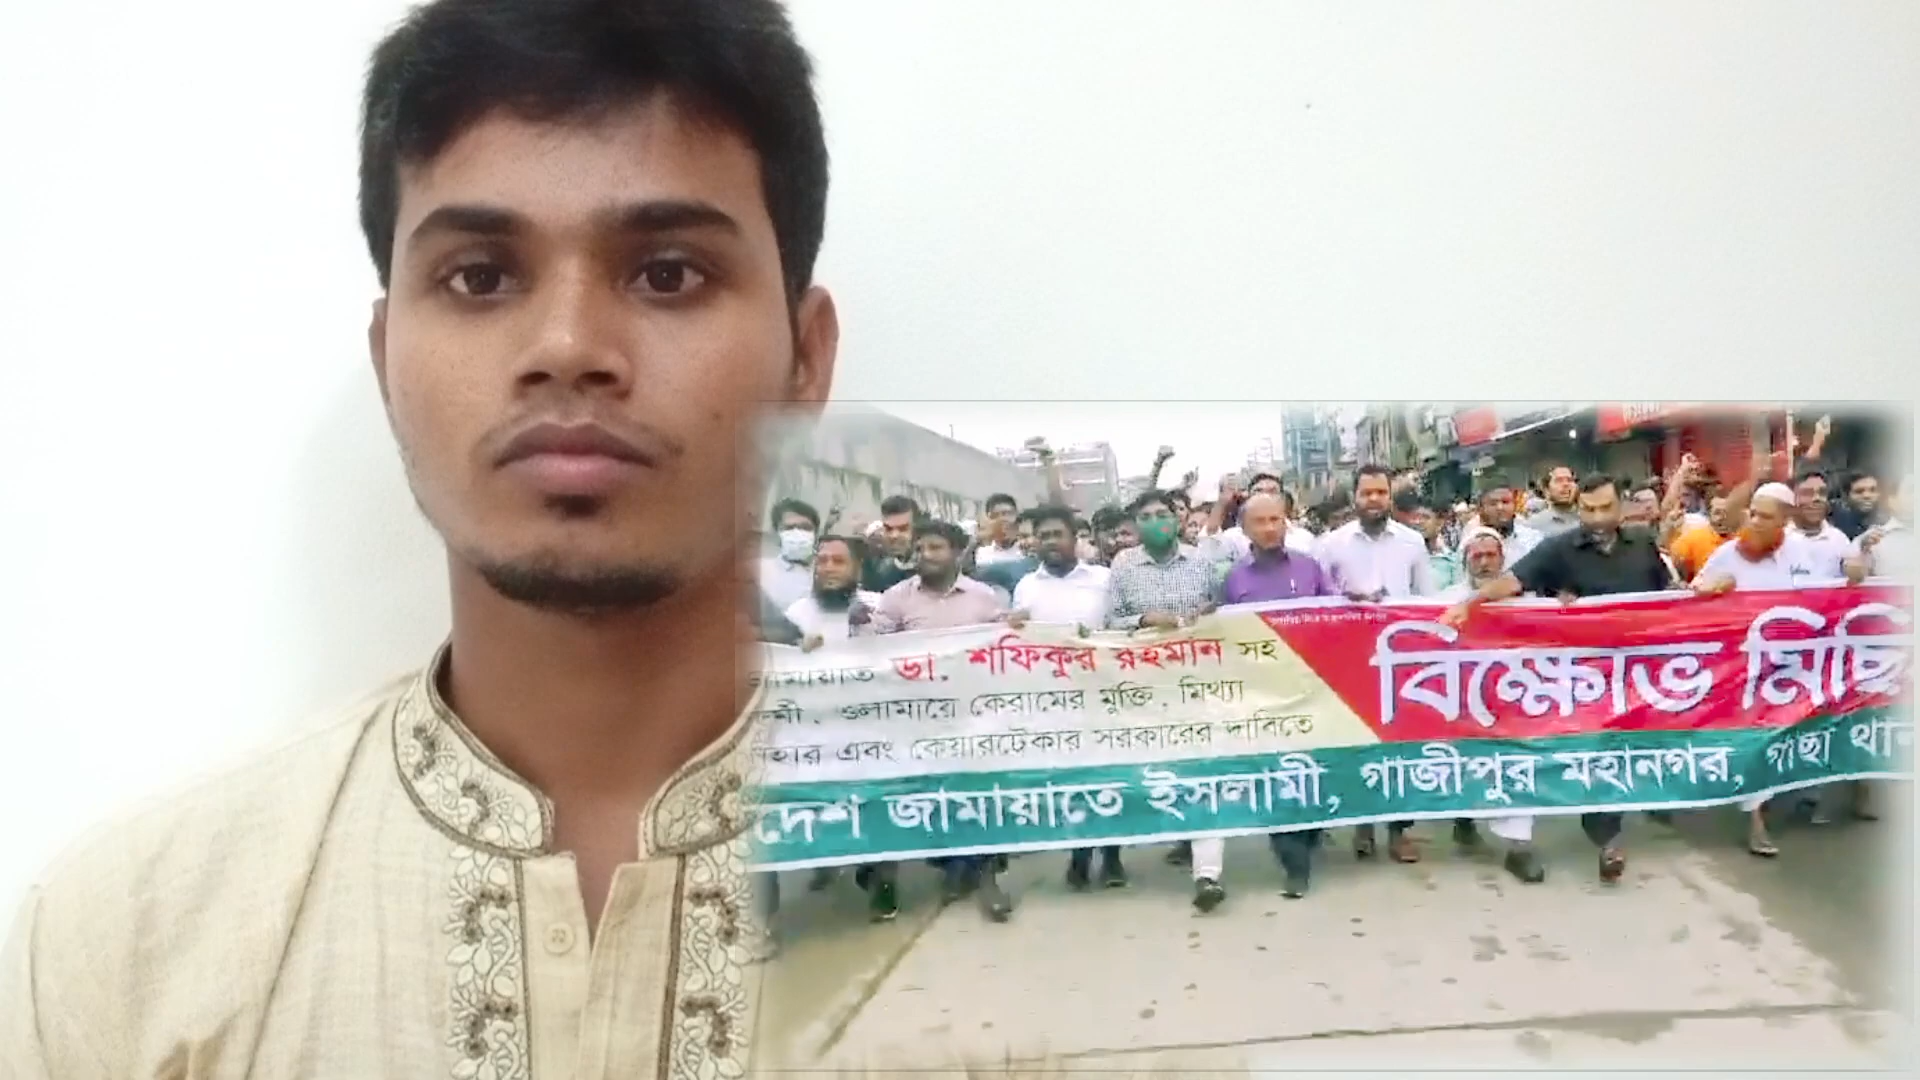 ডা. শফিকুর রহমান সহ
ওলামায়ে কেরামের মুক্তি, মিথ্যা
এবং কেয়ারটেকার সরকারের দাবিতে
বিক্ষোভ মিছি
দেশ জামায়াতে ইসলামী, গাজীপুর মহানগর, গাছা থান